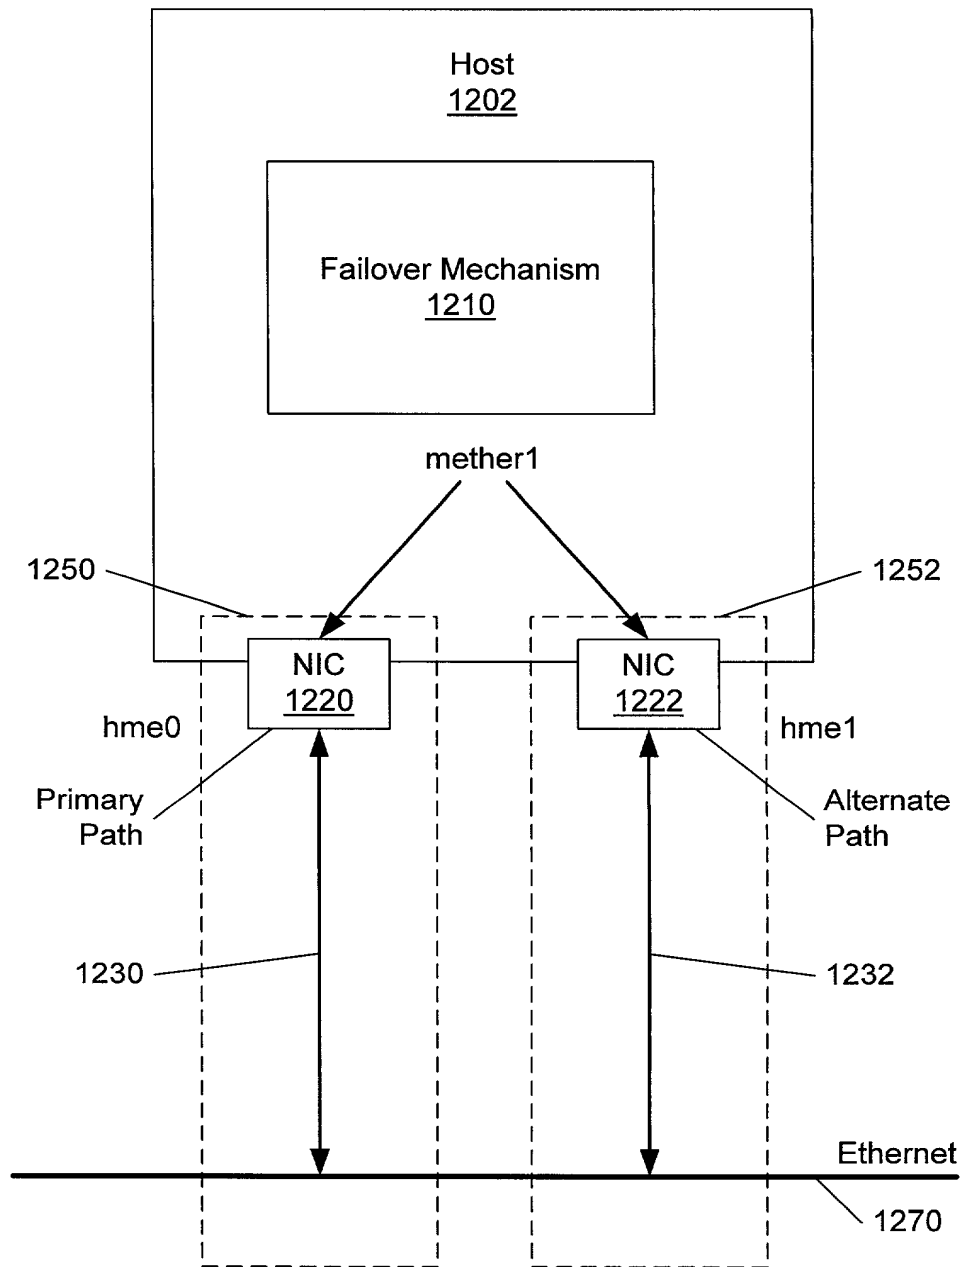 Host
1202
Failover Mechanism
1210
mether1
1250
1252
NIC
1220
NIC
1222
hme0
hme1
Primary
Path
Alternate
Path
1230
1232
Ethernet
1270